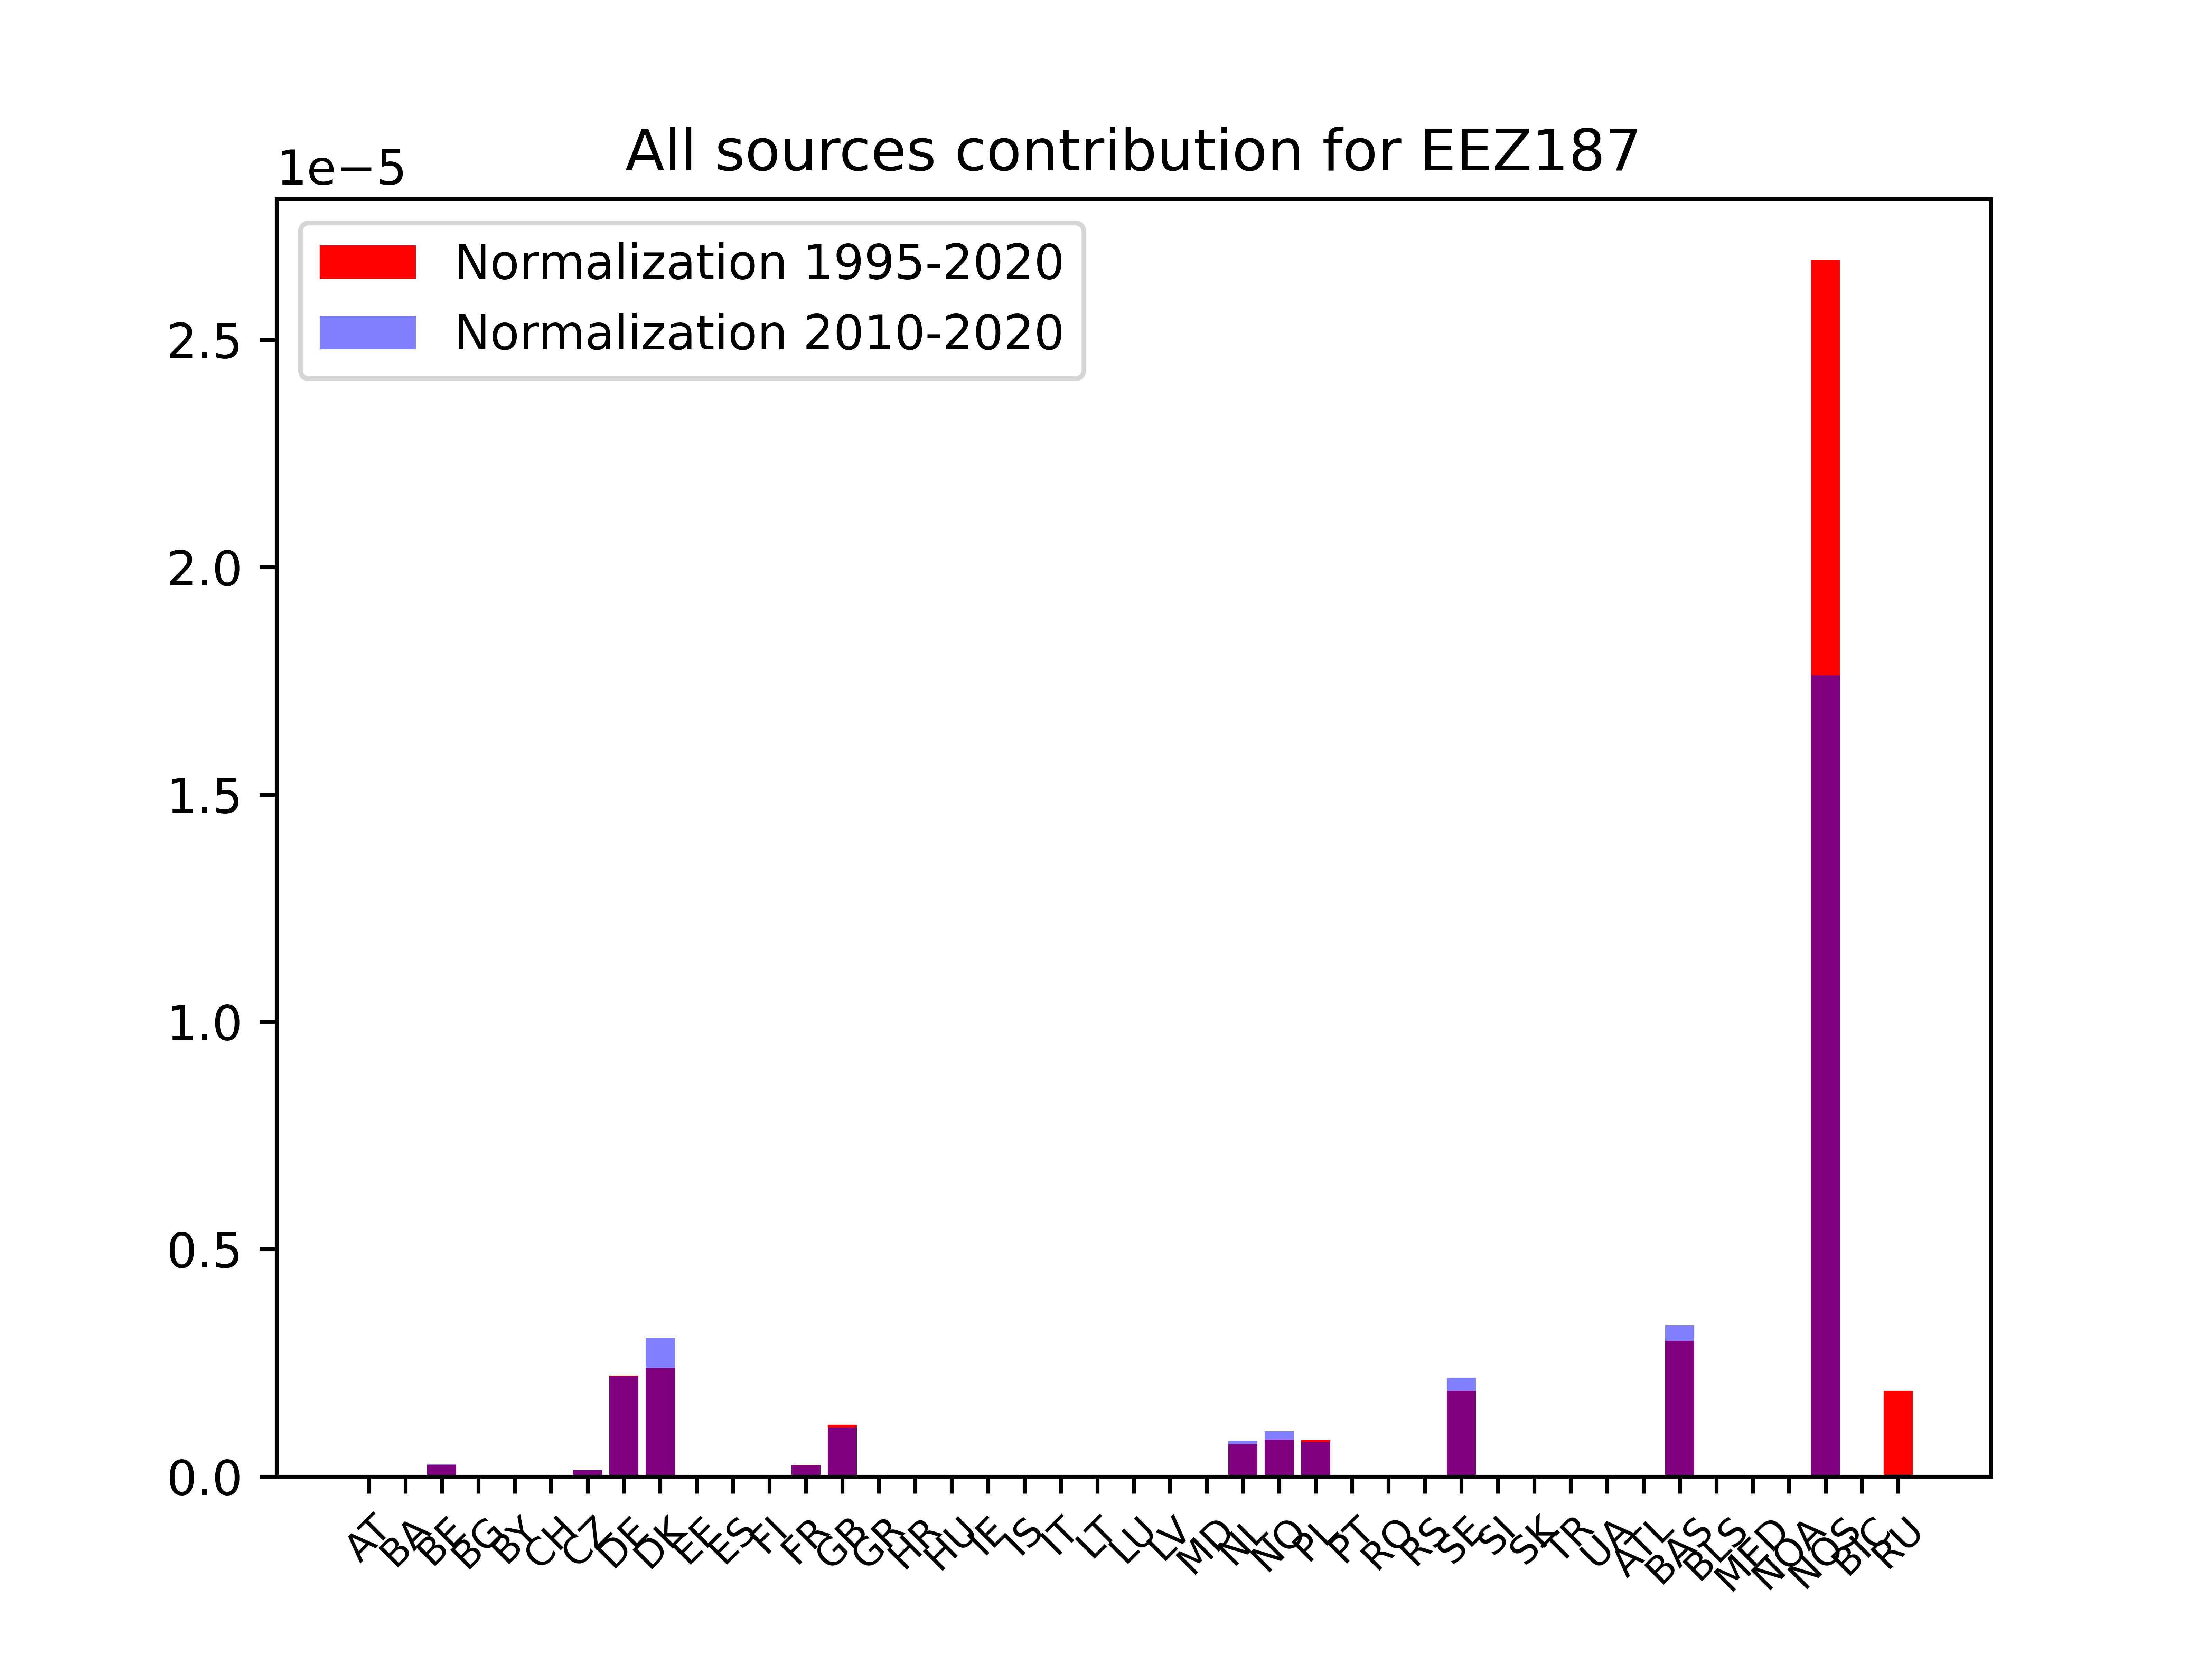 All sources contribution for EEZ187
1e−5
Normalization 1995-2020
Normalization 2010-2020
2.5
2.0
1.5
1.0
0.5
0.0
AT BA BE BG BY CH CZ DE DK EE ES FI FR GB GR HR HU IE IS IT LT LU LV MD NL NO PL PT RO RS SE SI SK TR UA ATL BAS BLS MED NOA NOS BIC RU